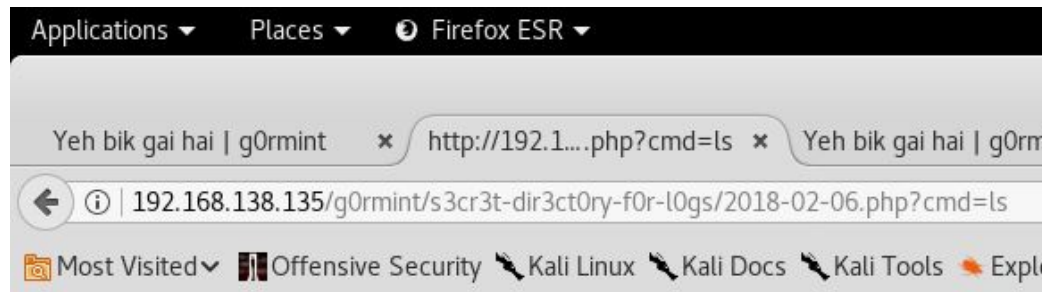 Applications Places Firefox ESR
Yeh bik gai hai | g0rmint × http://192.1....php?cmd=ls × Yeh bik gai hai | g0rm
192.168.138.135/g0rmint/s3cr3t-dir3ct0ry-f0r-l0gs/2018-02-06.php?cmd=ls
Most Visited Offensive Security Kali Linux Kali Docs Kali Tools Expl